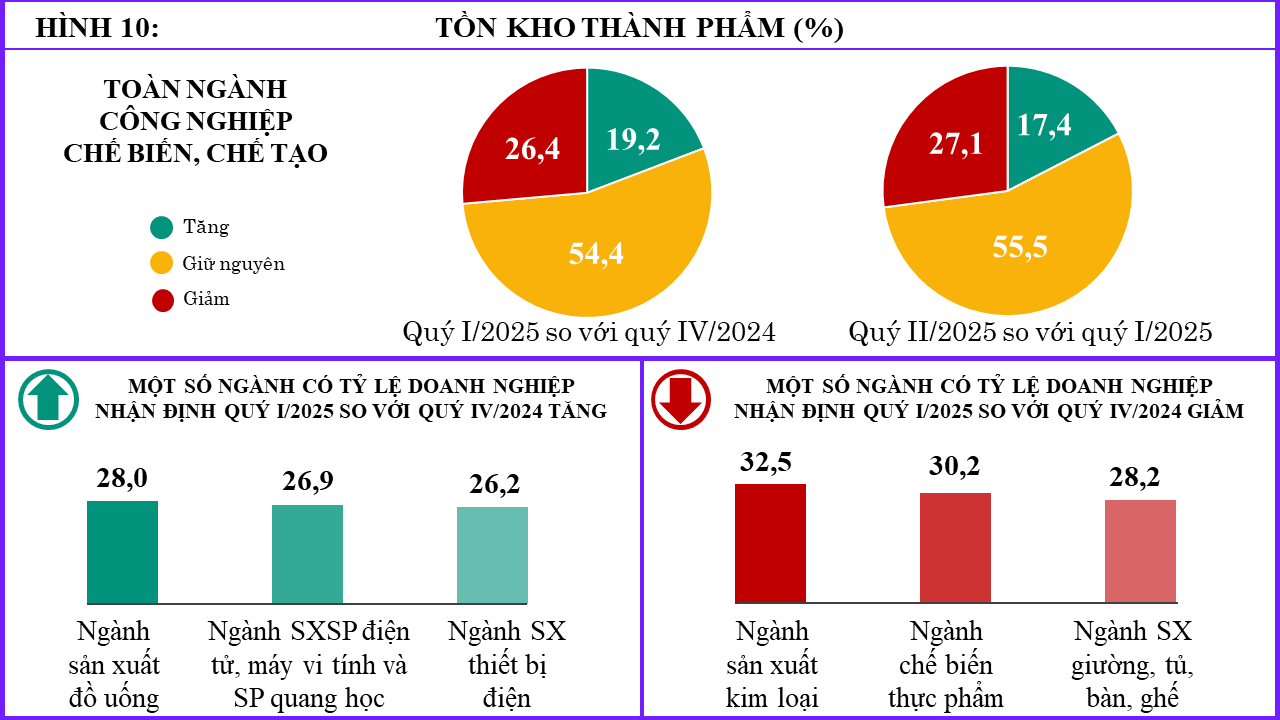 HÌNH 10:
TỒN KHO THÀNH PHẨM (%)
TOÀN NGÀNH
CÔNG NGHIỆP
CHẾ BIẾN, CHẾ TẠO
Tăng
Giữ nguyên
Giảm
26,4
19,2
54,4
Quý I/2025 so với quý IV/2024
27,1
17,4
55,5
Quý II/2025 so với quý I/2025
MỘT SỐ NGÀNH CÓ TỶ LỆ DOANH NGHIỆP
NHẬN ĐỊNH QUÝ I/2025 SO VỚI QUÝ IV/2024 TĂNG
28,0
26,9
26,2
Ngành
sản xuất
đồ uống
Ngành SXSP điện
tử, máy vi tính và
SP quang học
Ngành SX
thiết bị
điện
MỘT SỐ NGÀNH CÓ TỶ LỆ DOANH NGHIỆP
NHẬN ĐỊNH QUÝ I/2025 SO VỚI QUÝ IV/2024 GIẢM
32,5
30,2
28,2
Ngành
sản xuất
kim loại
Ngành
chế biến
thực phẩm
Ngành SX
giường, tủ,
bàn, ghế